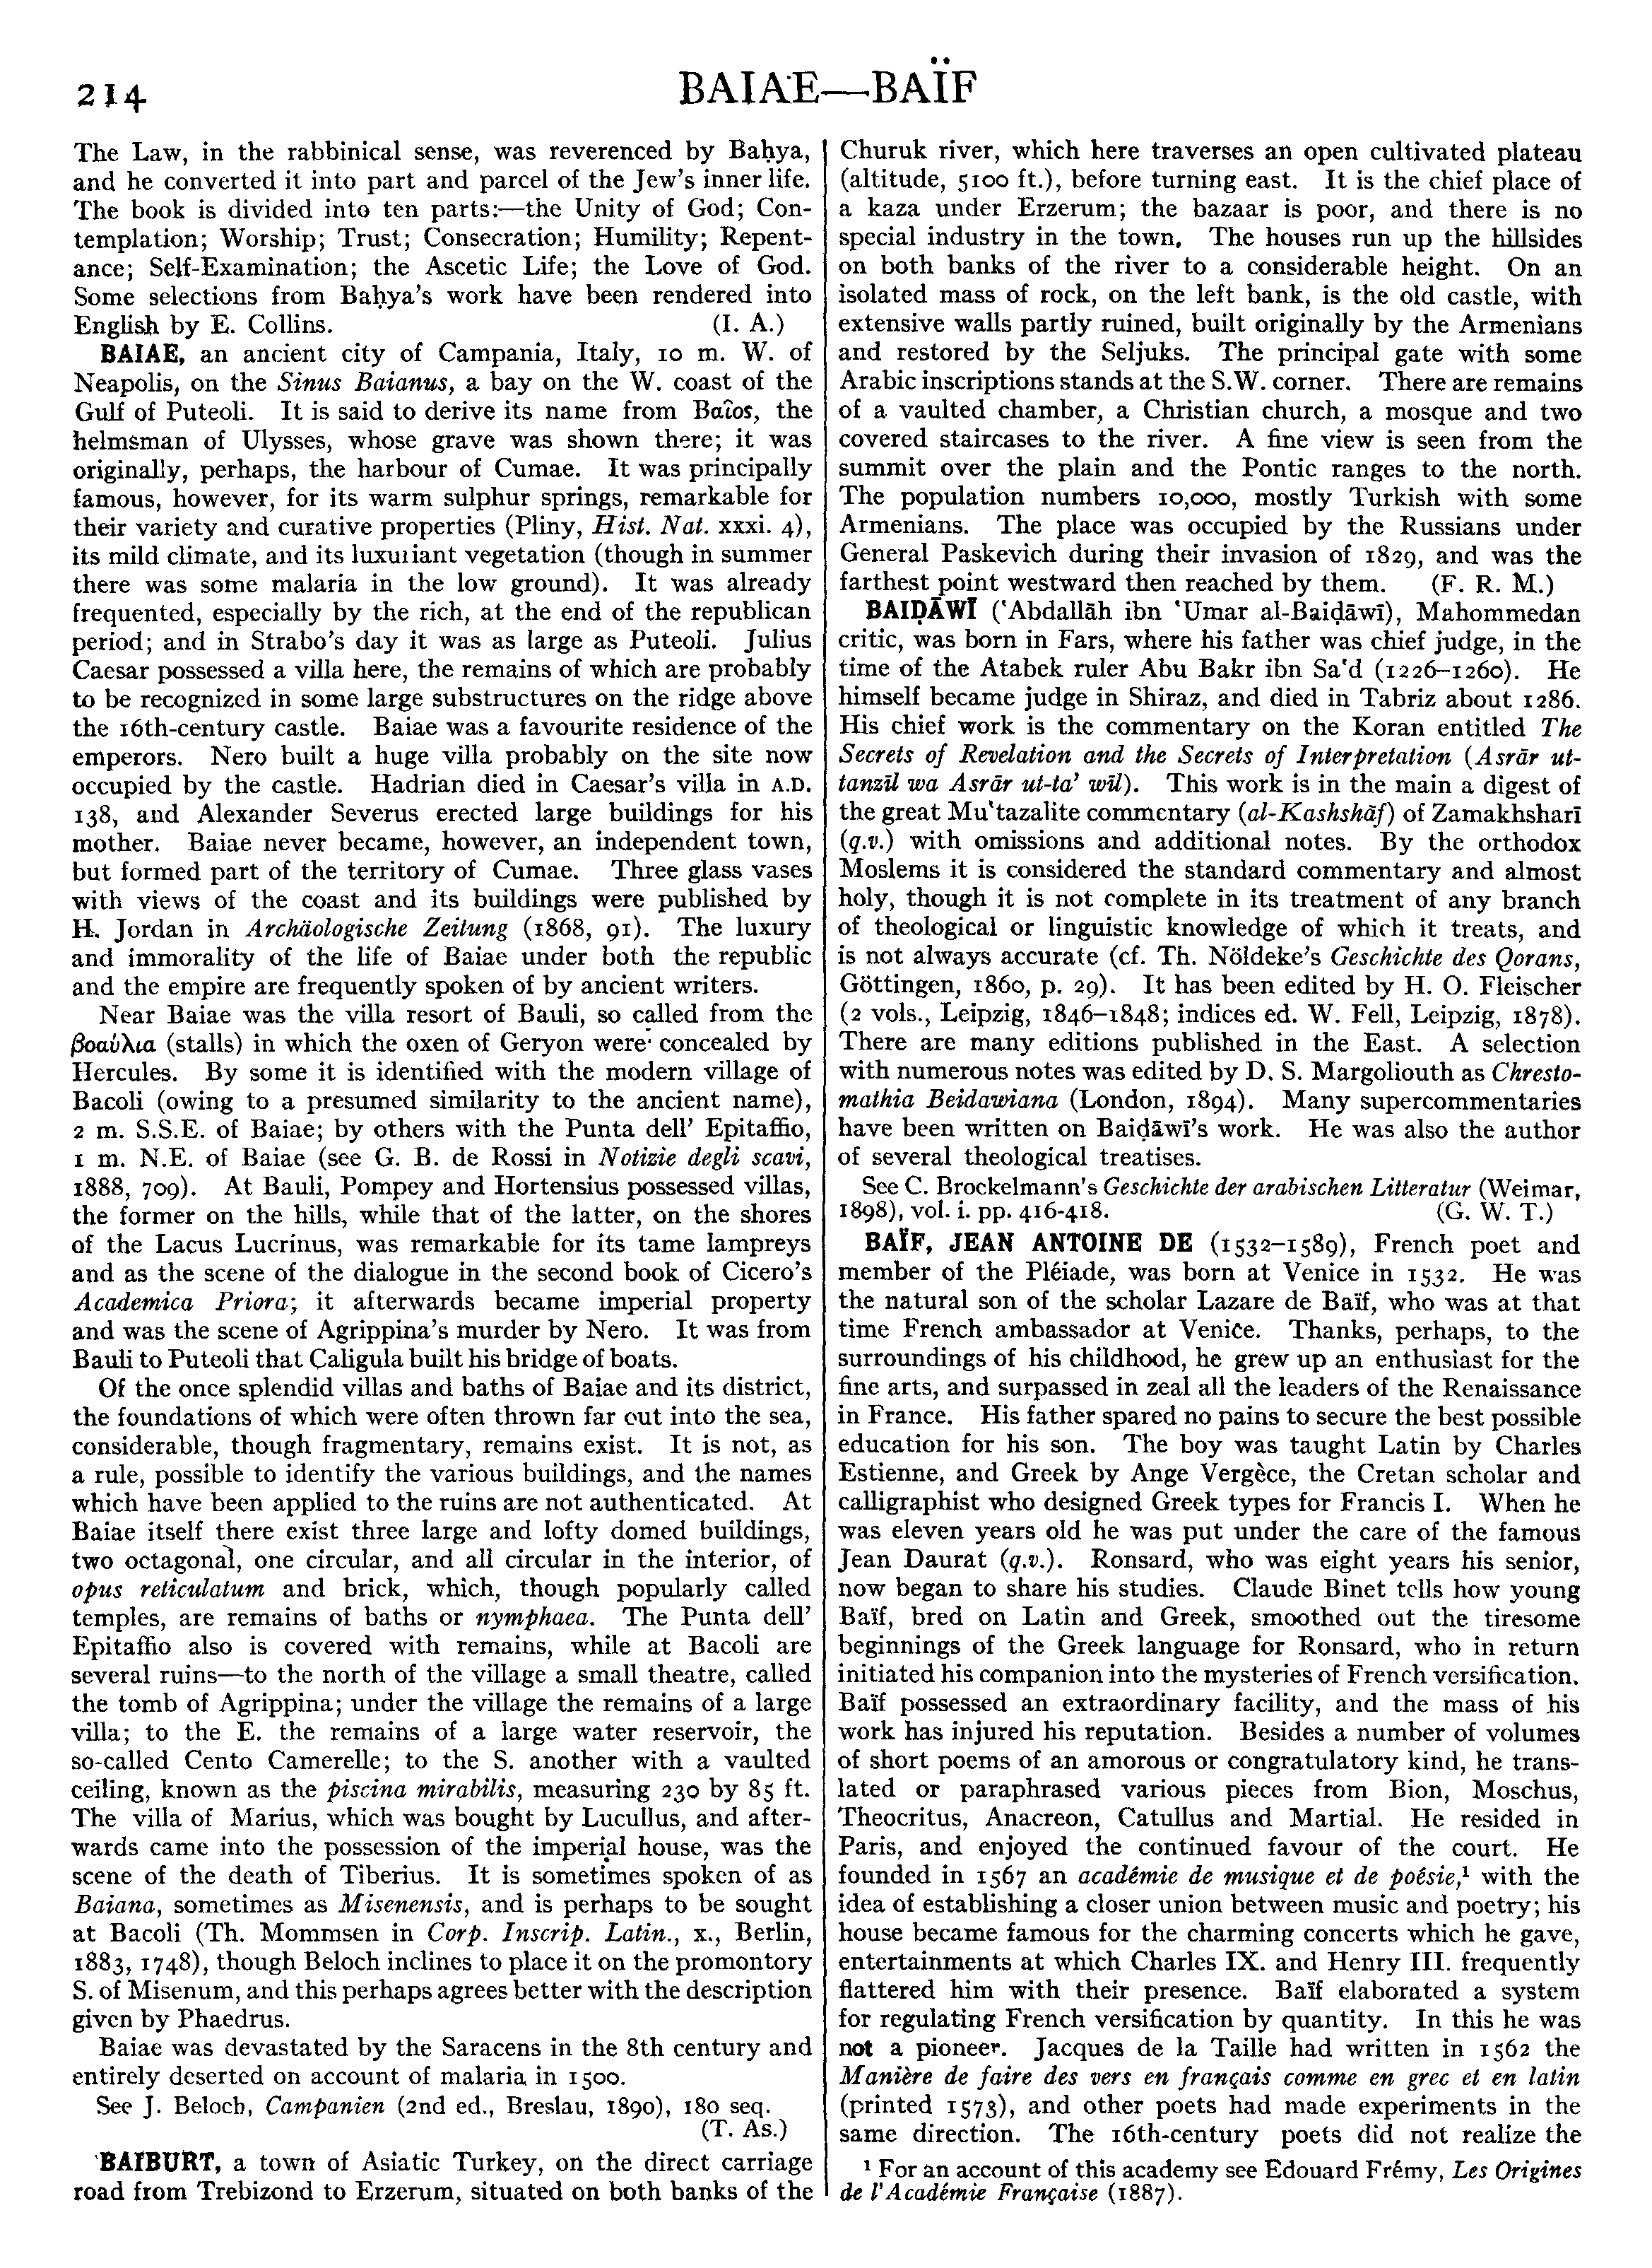 214
BAIAE—BAÏF
The Law, in the rabbinical sense, was reverenced by Baḥya,
and he converted it into part and parcel of the Jew's inner life.
The book is divided into ten parts:—the Unity of God; Con-
templation; Worship; Trust; Consecration; Humility; Repent-
ance; Self-Examination; the Ascetic Life; the Love of God.
Some selections from Baḥya's work have been rendered into
English by E. Collins. (I. A.)
BAIAE, an ancient city of Campania, Italy, 10 m. W. of
Neapolis, on the Sinus Baianus, a bay on the W. coast of the
Gulf of Puteoli. It is said to derive its name from Βαῖος, the
helmsman of Ulysses, whose grave was shown there; it was
originally, perhaps, the harbour of Cumae. It was principally
famous, however, for its warm sulphur springs, remarkable for
their variety and curative properties (Pliny, Hist. Nat. xxxi. 4),
its mild climate, and its luxuriant vegetation (though in summer
there was some malaria in the low ground). It was already
frequented, especially by the rich, at the end of the republican
period; and in Strabo's day it was as large as Puteoli. Julius
Caesar possessed a villa here, the remains of which are probably
to be recognized in some large substructures on the ridge above
the 16th-century castle. Baiae was a favourite residence of the
emperors. Nero built a huge villa probably on the site now
occupied by the castle. Hadrian died in Caesar's villa in A.D.
138, and Alexander Severus erected large buildings for his
mother. Baiae never became, however, an independent town,
but formed part of the territory of Cumae. Three glass vases
with views of the coast and its buildings were published by
H. Jordan in Archäologische Zeitung (1868, 91). The luxury
and immorality of the life of Baiae under both the republic
and the empire are frequently spoken of by ancient writers.
Near Baiae was the villa resort of Bauli, so called from the
βοαύλια (stalls) in which the oxen of Geryon were concealed by
Hercules. By some it is identified with the modern village of
Bacoli (owing to a presumed similarity to the ancient name),
2 m. S.S.E. of Baiae; by others with the Punta dell' Epitaffio,
1 m. N.E. of Baiae (see G. B. de Rossi in Notizie degli scavi,
1888, 709). At Bauli, Pompey and Hortensius possessed villas,
the former on the hills, while that of the latter, on the shores
of the Lacus Lucrinus, was remarkable for its tame lampreys
and as the scene of the dialogue in the second book of Cicero's
Academica Priora; it afterwards became imperial property
and was the scene of Agrippina's murder by Nero. It was from
Bauli to Puteoli that Caligula built his bridge of boats.
Of the once splendid villas and baths of Baiae and its district,
the foundations of which were often thrown far out into the sea,
considerable, though fragmentary, remains exist. It is not, as
a rule, possible to identify the various buildings, and the names
which have been applied to the ruins are not authenticated. At
Baiae itself there exist three large and lofty domed buildings,
two octagonal, one circular, and all circular in the interior, of
opus reticulatum and brick, which, though popularly called
temples, are remains of baths or nymphaea. The Punta dell'
Epitaffio also is covered with remains, while at Bacoli are
several ruins—to the north of the village a small theatre, called
the tomb of Agrippina; under the village the remains of a large
villa; to the E. the remains of a large water reservoir, the
so-called Cento Camerelle; to the S. another with a vaulted
ceiling, known as the piscina mirabilis, measuring 230 by 85 ft.
The villa of Marius, which was bought by Lucullus, and after-
wards came into the possession of the imperial house, was the
scene of the death of Tiberius. It is sometimes spoken of as
Baiana, sometimes as Misenensis, and is perhaps to be sought
at Bacoli (Th. Mommsen in Corp. Inscrip. Latin., x., Berlin,
1883, 1748), though Beloch inclines to place it on the promontory
S. of Misenum, and this perhaps agrees better with the description
given by Phaedrus.
Baiae was devastated by the Saracens in the 8th century and
entirely deserted on account of malaria in 1500.
See J. Beloch, Campanien (2nd ed., Breslau, 1890), 180 seq.
(T. As.)
BAIBURT, a town of Asiatic Turkey, on the direct carriage
road from Trebizond to Erzerum, situated on both banks of the
Churuk river, which here traverses an open cultivated plateau
(altitude, 5100 ft.), before turning east. It is the chief place of
a kaza under Erzerum; the bazaar is poor, and there is no
special industry in the town. The houses run up the hillsides
on both banks of the river to a considerable height. On an
isolated mass of rock, on the left bank, is the old castle, with
extensive walls partly ruined, built originally by the Armenians
and restored by the Seljuks. The principal gate with some
Arabic inscriptions stands at the S.W. corner. There are remains
of a vaulted chamber, a Christian church, a mosque and two
covered staircases to the river. A fine view is seen from the
summit over the plain and the Pontic ranges to the north.
The population numbers 10,000, mostly Turkish with some
Armenians. The place was occupied by the Russians under
General Paskevich during their invasion of 1829, and was the
farthest point westward then reached by them. (F. R. M.)
BAIḌĀWĪ (‘Abdallāh ibn ‘Umar al-Baiḍāwī), Mahommedan
critic, was born in Fars, where his father was chief judge, in the
time of the Atabek ruler Abu Bakr ibn Sa‘d (1226–1260). He
himself became judge in Shiraz, and died in Tabriz about 1286.
His chief work is the commentary on the Koran entitled The
Secrets of Revelation and the Secrets of Interpretation (Asrār ut-
tanzīl wa Asrār ut-ta’ wīl). This work is in the main a digest of
the great Mu‘tazalite commentary (al-Kashshāf) of Zamakhsharī
(q.v.) with omissions and additional notes. By the orthodox
Moslems it is considered the standard commentary and almost
holy, though it is not complete in its treatment of any branch
of theological or linguistic knowledge of which it treats, and
is not always accurate (cf. Th. Nöldeke's Geschichte des Qorans,
Göttingen, 1860, p. 29). It has been edited by H. O. Fleischer
(2 vols., Leipzig, 1846–1848; indices ed. W. Fell, Leipzig, 1878).
There are many editions published in the East. A selection
with numerous notes was edited by D. S. Margoliouth as Chresto-
mathia Beidawiana (London, 1894). Many supercommentaries
have been written on Baiḍāwī's work. He was also the author
of several theological treatises.
See C. Brockelmann's Geschichte der arabischen Litteratur (Weimar,
1898), vol. i. pp. 416-418. (G. W. T.)
BAÏF, JEAN ANTOINE DE (1532–1589), French poet and
member of the Pléiade, was born at Venice in 1532. He was
the natural son of the scholar Lazare de Baïf, who was at that
time French ambassador at Venice. Thanks, perhaps, to the
surroundings of his childhood, he grew up an enthusiast for the
fine arts, and surpassed in zeal all the leaders of the Renaissance
in France. His father spared no pains to secure the best possible
education for his son. The boy was taught Latin by Charles
Estienne, and Greek by Ange Vergèce, the Cretan scholar and
calligraphist who designed Greek types for Francis I. When he
was eleven years old he was put under the care of the famous
Jean Daurat (q.v.). Ronsard, who was eight years his senior,
now began to share his studies. Claude Binet tells how young
Baïf, bred on Latin and Greek, smoothed out the tiresome
beginnings of the Greek language for Ronsard, who in return
initiated his companion into the mysteries of French versification.
Baïf possessed an extraordinary facility, and the mass of his
work has injured his reputation. Besides a number of volumes
of short poems of an amorous or congratulatory kind, he trans-
lated or paraphrased various pieces from Bion, Moschus,
Theocritus, Anacreon, Catullus and Martial. He resided in
Paris, and enjoyed the continued favour of the court. He
founded in 1567 an académie de musique et de poésie,¹ with the
idea of establishing a closer union between music and poetry; his
house became famous for the charming concerts which he gave,
entertainments at which Charles IX. and Henry III. frequently
flattered him with their presence. Baïf elaborated a system
for regulating French versification by quantity. In this he was
not a pioneer. Jacques de la Taille had written in 1562 the
Manière de faire des vers en français comme en grec et en latin
(printed 1573), and other poets had made experiments in the
same direction. The 16th-century poets did not realize the
¹ For an account of this academy see Edouard Frémy, Les Origines
de l'Académie Française (1887).